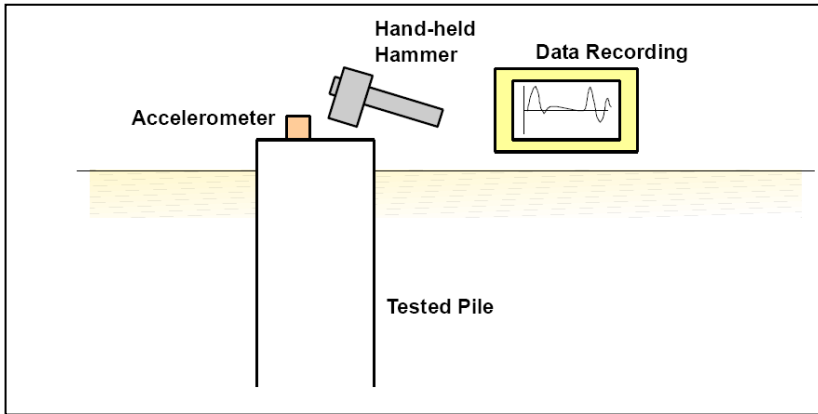 Hand-held
Hammer
Data Recording
Accelerometer
Tested Pile